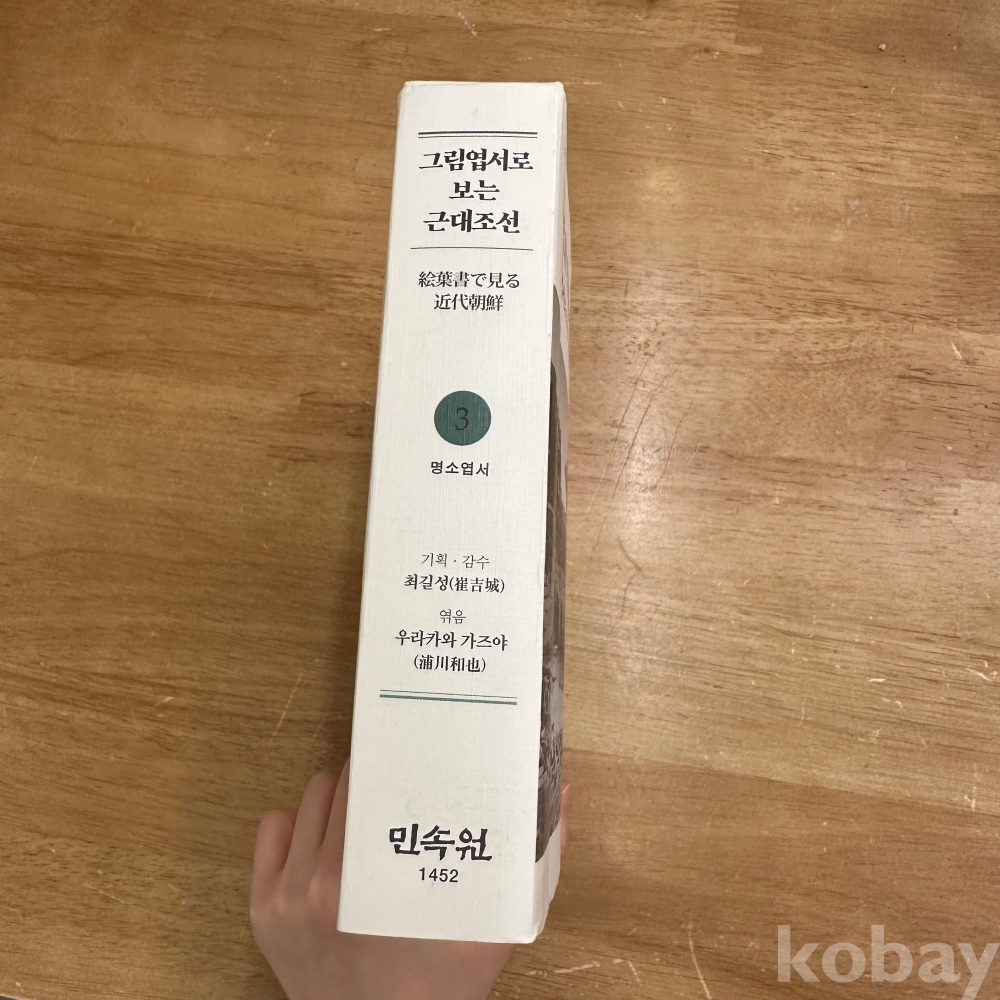 그림엽서로
보는
근대조선
絵葉書で見る
近代朝鮮
3
명소엽서
기획·감수
최길성(崔吉城)
엮음
우라카와 가즈야
(浦川和也)
민속원
1452
kobay